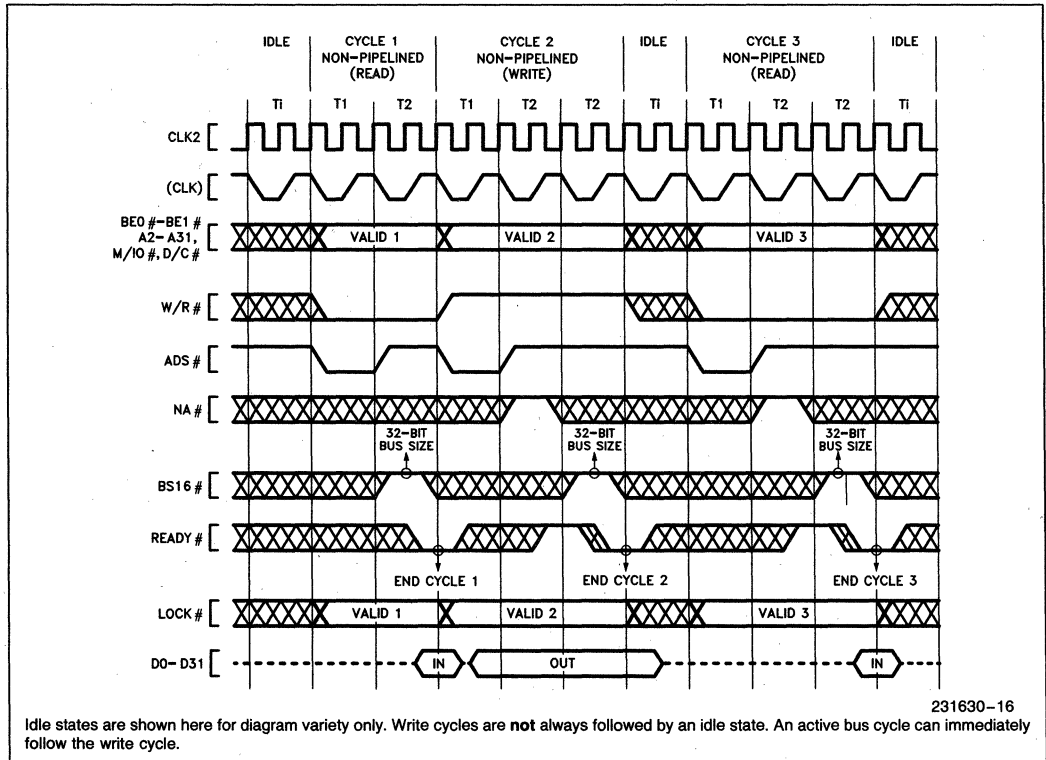 IDLE
CYCLE 1
NON-PIPELINED
(READ)
CYCLE 2
NON-PIPELINED
(WRITE)
IDLE
CYCLE 3
NON-PIPELINED
(READ)
IDLE
Ti T1 T2 T1 T2 T2 Ti T1 T2 T2 Ti
CLK2
(CLK)
BE0 #-BE1 #
A2-A31,
M/IO #, D/C #
VALID 1 VALID 2 VALID 3
W/R #
ADS #
NA #
32-BIT
BUS SIZE
32-BIT
BUS SIZE
32-BIT
BUS SIZE
BS16 #
READY #
END CYCLE 1 END CYCLE 2 END CYCLE 3
LOCK #
VALID 1 VALID 2 VALID 3
D0-D31
IN OUT IN
231630-16
Idle states are shown here for diagram variety only. Write cycles are not always followed by an idle state. An active bus cycle can immediately
follow the write cycle.